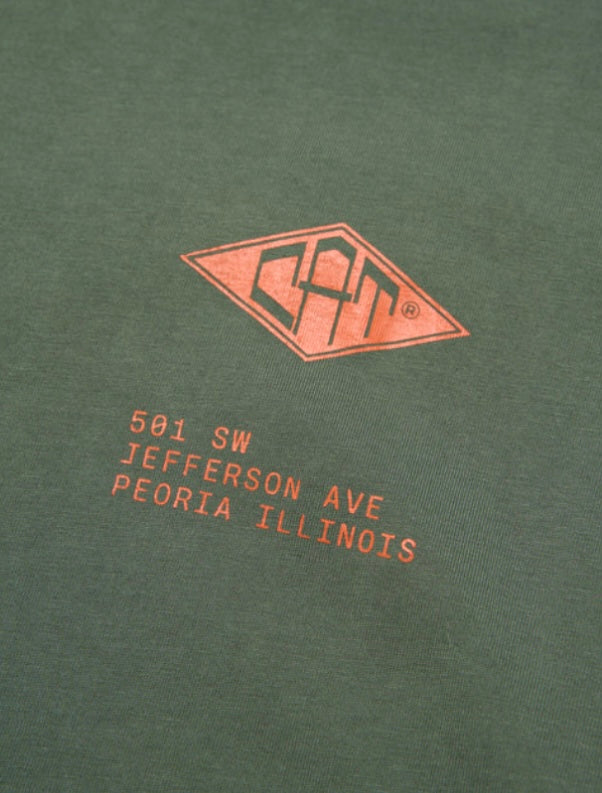 CAT®
501 SW
JEFFERSON AVE
PEORIA ILLINOIS